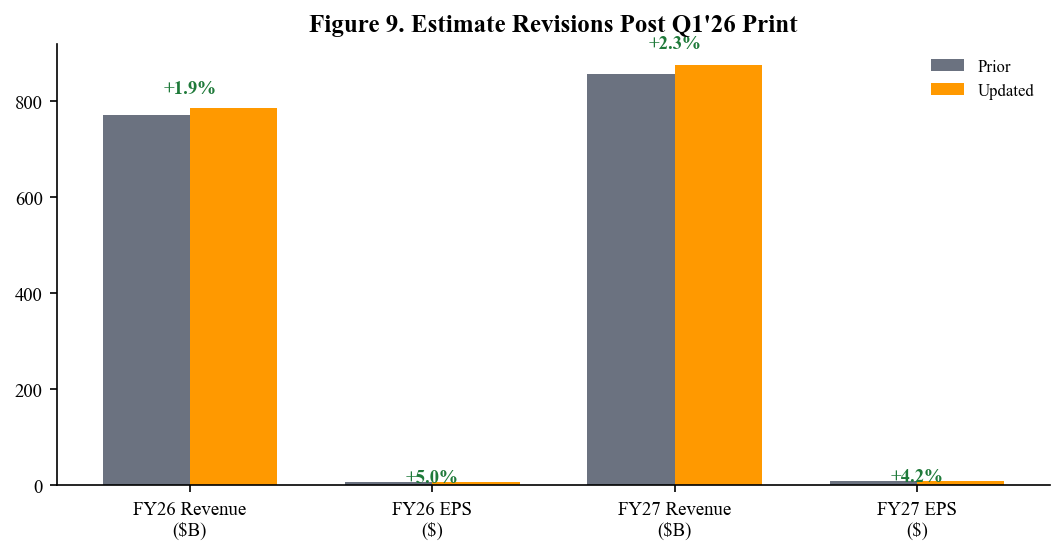 Figure 9. Estimate Revisions Post Q1'26 Print
Prior
Updated
+1.9%
+5.0%
+2.3%
+4.2%
800
600
400
200
0
FY26 Revenue
($B)
FY26 EPS
($)
FY27 Revenue
($B)
FY27 EPS
($)